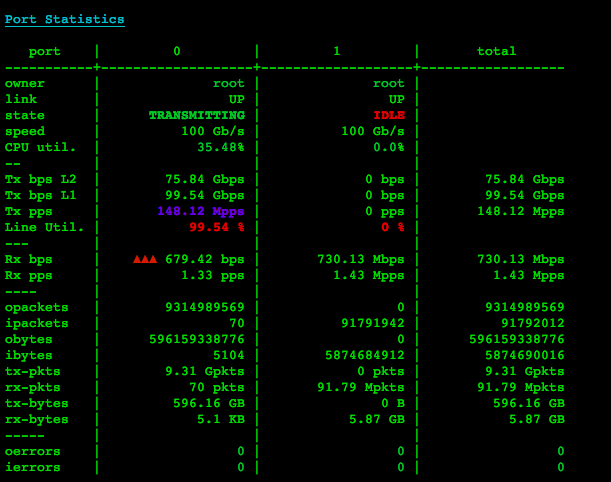 Port Statistics
port | 0 | 1 | total
-----------+-------------------+-------------------+------------------
owner | root | root |
link | UP | UP |
state | TRANSMITTING | IDLE |
speed | 100 Gb/s | 100 Gb/s |
CPU util. | 35.48% | 0.0% |
-- | | |
Tx bps L2 | 75.84 Gbps | 0 bps | 75.84 Gbps
Tx bps L1 | 99.54 Gbps | 0 bps | 99.54 Gbps
Tx pps | 148.12 Mpps | 0 pps | 148.12 Mpps
Line Util. | 99.54 % | 0 % |
--- | | |
Rx bps | ▲▲▲ 679.42 bps | 730.13 Mbps | 730.13 Mbps
Rx pps | 1.33 pps | 1.43 Mpps | 1.43 Mpps
---- | | |
opackets | 9314989569 | 0 | 9314989569
ipackets | 70 | 91791942 | 91792012
obytes | 596159338776 | 0 | 596159338776
ibytes | 5104 | 5874684912 | 5874690016
tx-pkts | 9.31 Gpkts | 0 pkts | 9.31 Gpkts
rx-pkts | 70 pkts | 91.79 Mpkts | 91.79 Mpkts
tx-bytes | 596.16 GB | 0 B | 596.16 GB
rx-bytes | 5.1 KB | 5.87 GB | 5.87 GB
----- | | |
oerrors | 0 | 0 | 0
ierrors | 0 | 0 | 0